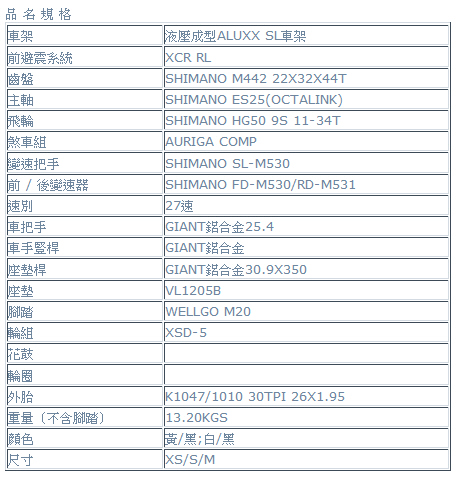 品 名 規 格
車架 液壓成型ALUXX SL車架
前避震系統 XCR RL
齒盤 SHIMANO M442 22X32X44T
主軸 SHIMANO ES25(OCTALINK)
飛輪 SHIMANO HG50 9S 11-34T
煞車組 AURIGA COMP
變速把手 SHIMANO SL-M530
前 / 後變速器 SHIMANO FD-M530/RD-M531
速別 27速
車把手 GIANT鋁合金25.4
車手豎桿 GIANT鋁合金
座墊桿 GIANT鋁合金30.9X350
座墊 VL1205B
腳踏 WELLGO M20
輪組 XSD-5
花鼓
輪圈
外胎 K1047/1010 30TPI 26X1.95
重量〔不含腳踏〕 13.20KGS
顏色 黃/黑;白/黑
尺寸 XS/S/M